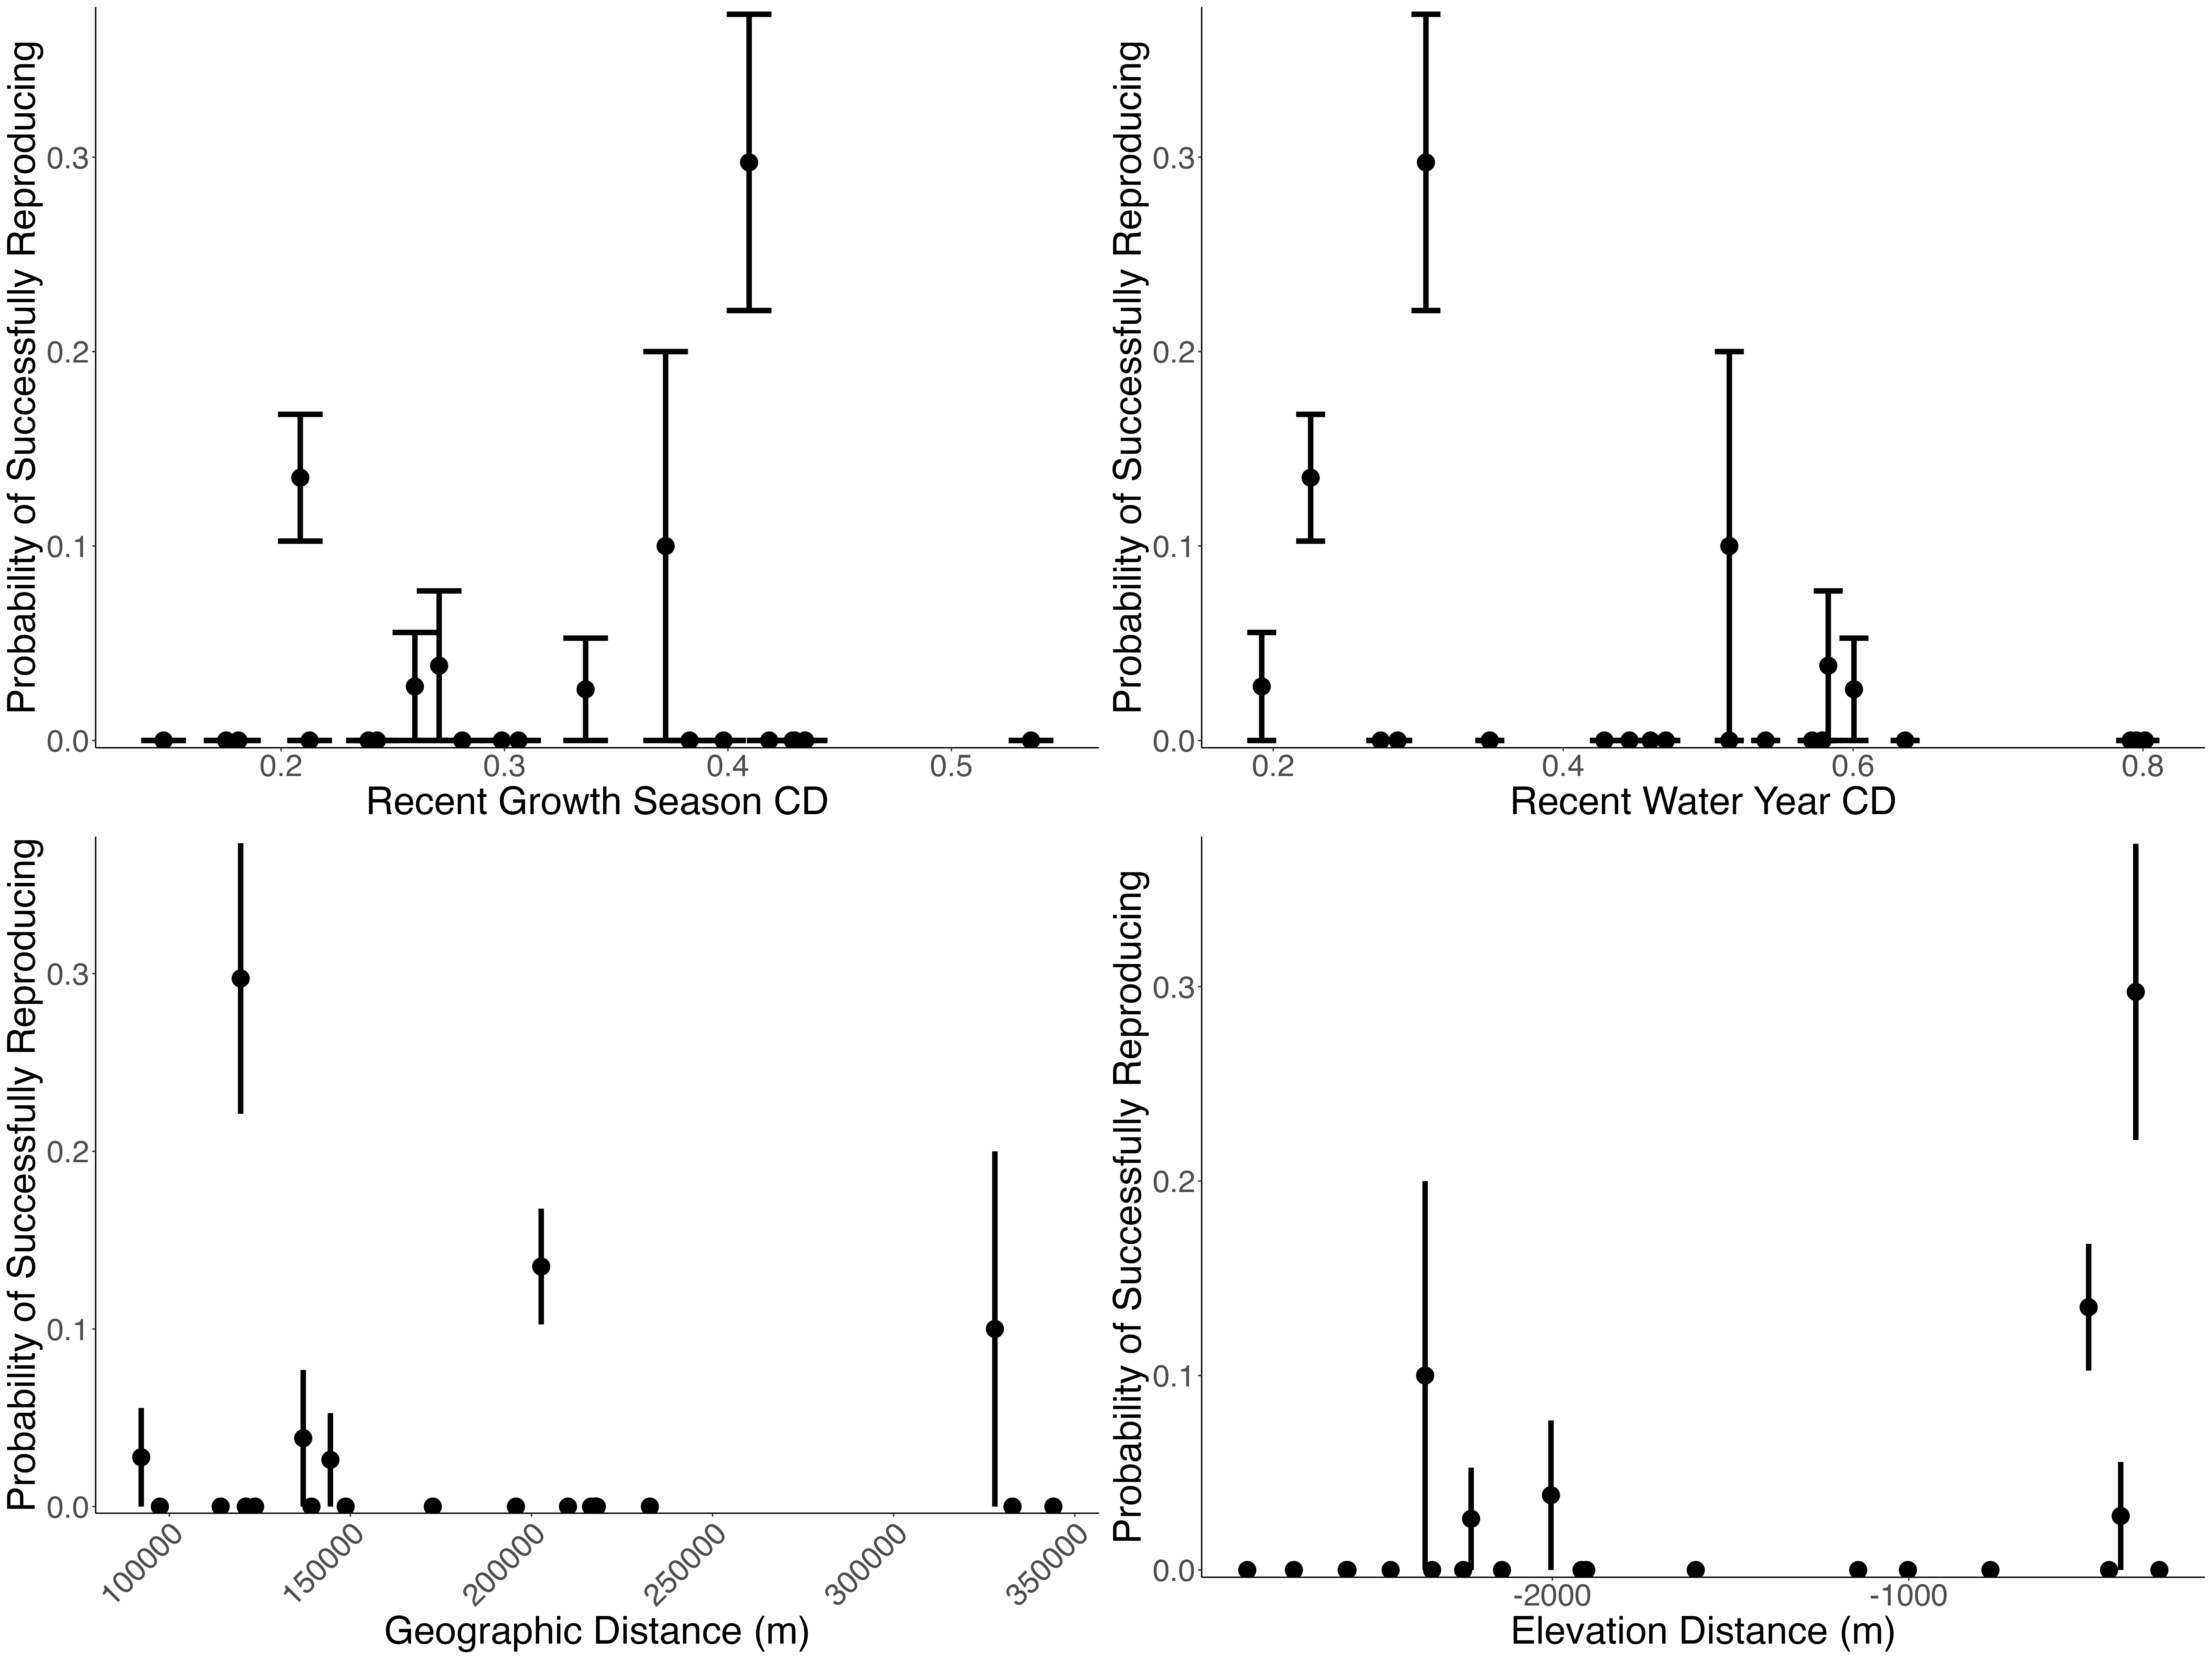 Probability of Successfully Reproducing
0.3
0.2
0.1
0.0
0.2 0.3 0.4 0.5
Recent Growth Season CD
Probability of Successfully Reproducing
0.3
0.2
0.1
0.0
0.2 0.4 0.6 0.8
Recent Water Year CD
Probability of Successfully Reproducing
0.3
0.2
0.1
0.0
100000 150000 200000 250000 300000 350000
Geographic Distance (m)
Probability of Successfully Reproducing
0.3
0.2
0.1
0.0
-2000 -1000
Elevation Distance (m)